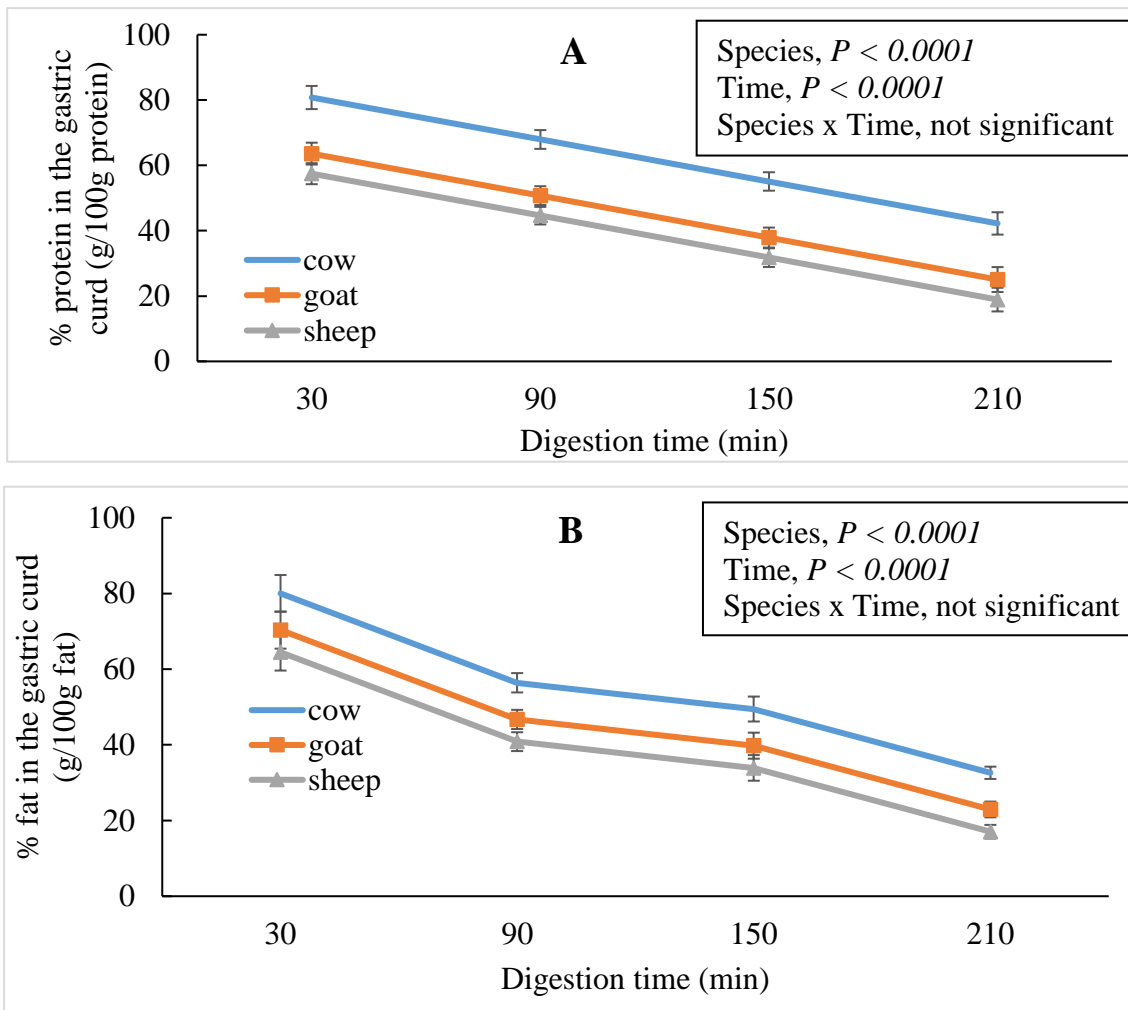 A
Species, P < 0.0001
Time, P < 0.0001
Species x Time, not significant
% protein in the gastric
curd (g/100g protein)
100
80
60
40
20
0
cow
goat
sheep
30 90 150 210
Digestion time (min)
B
Species, P < 0.0001
Time, P < 0.0001
Species x Time, not significant
% fat in the gastric curd
(g/100g fat)
100
80
60
40
20
0
cow
goat
sheep
30 90 150 210
Digestion time (min)